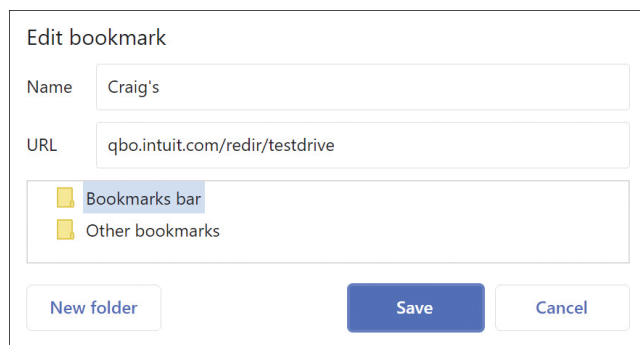 Edit bookmark
Name Craig's
URL qbo.intuit.com/redir/testdrive
Bookmarks bar
Other bookmarks
New folder Save Cancel